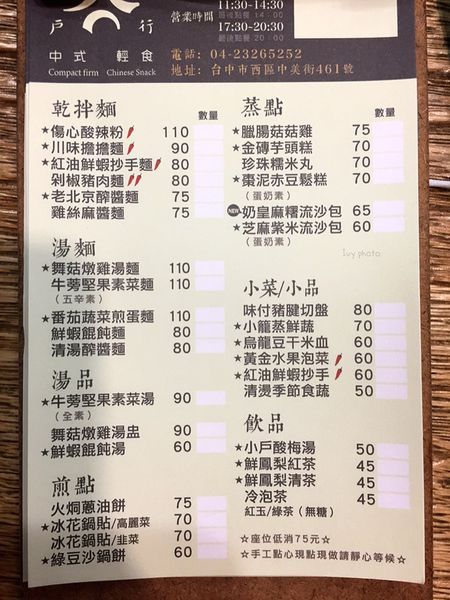 戶 行
中式 輕食
Compact firm Chinese Snack
營業時間
11:30-14:30
最後點餐 14:00
17:30-20:30
最後點餐 20:00
電話: 04-23265252
地址: 台中市西區中美街461號
乾拌麵 數量
★傷心酸辣粉 110
★川味擔擔麵 90
★紅油鮮蝦抄手麵 80
剁椒豬肉麵 80
★老北京醡醬麵 75
雞絲麻醬麵 75
湯麵
★舞菇燉雞湯麵 110
牛蒡堅果素菜麵 110
(五辛素)
★番茄蔬菜煎蛋麵 110
鮮蝦餛飩麵 80
清湯醡醬麵 80
湯品
★牛蒡堅果素菜湯 90
(全素)
舞菇燉雞湯盅 90
★鮮蝦餛飩湯 60
煎點
火烔蔥油餅 75
★冰花鍋貼/高麗菜 70
★冰花鍋貼/韭菜 70
★綠豆沙鍋餅 60
蒸點 數量
★臘腸菇菇雞 75
★金磚芋頭糕 70
珍珠糯米丸 70
★棗泥赤豆鬆糕 70
(蛋奶素)
NEW 奶皇麻糬流沙包 65
★芝麻紫米流沙包 60
(蛋奶素)
Ivy photo
小菜/小品
味付豬腱切盤 80
★小籠蒸鮮蔬 70
★烏龍豆干米血 60
★黃金水果泡菜 60
★紅油鮮蝦抄手 60
清燙季節食蔬 50
飲品
★小戶酸梅湯 50
★鮮鳳梨紅茶 45
★鮮鳳梨清茶 45
冷泡茶 45
紅玉/綠茶(無糖)
☆座位低消75元☆
☆手工點心現點現做請靜心等候☆